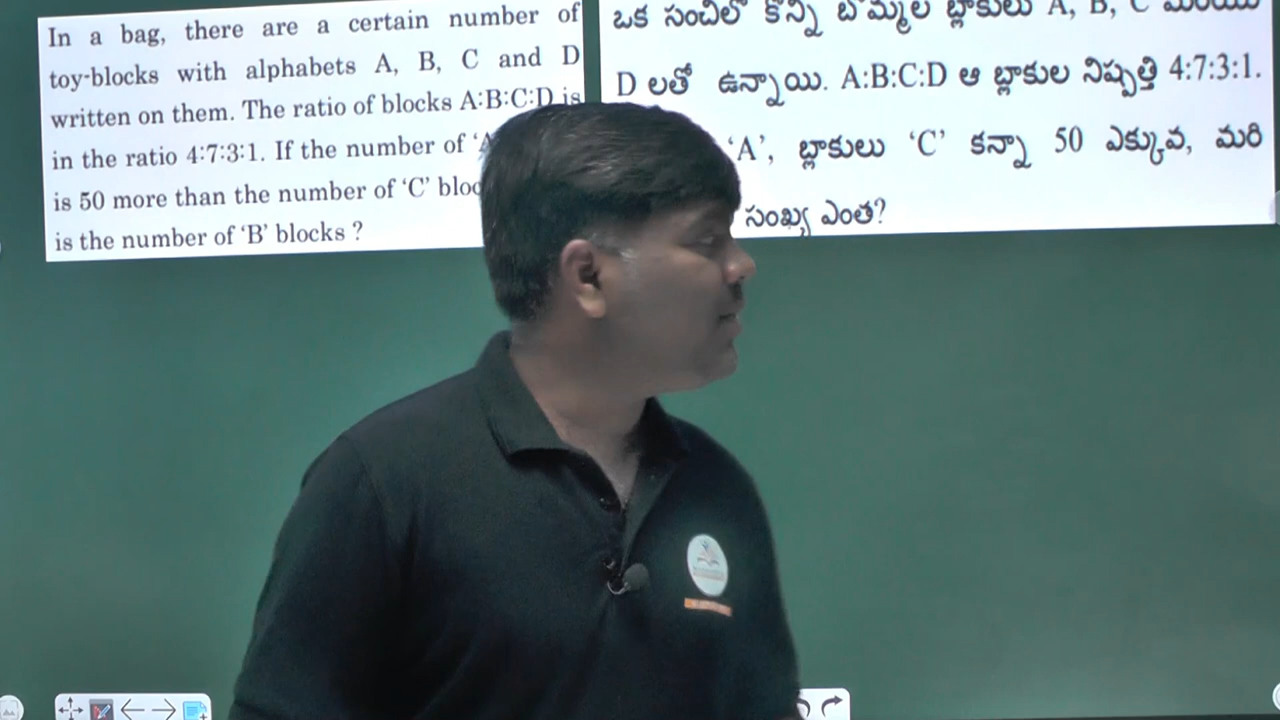 In a bag, there are a certain number of
toy-blocks with alphabets A, B, C and D
written on them. The ratio of blocks A:B:C:D is
in the ratio 4:7:3:1. If the number of
is 50 more than the number of 'C'
is the number of 'B' blocks ?
ఒక సంచిలో కొన్ని బొమ్మల బ్లాకులు A, B, C మరియు
D లతో ఉన్నాయి. A:B:C:D ఆ బ్లాకుల నిష్పత్తి 4:7:3:1.
'A', బ్లాకులు 'C' కన్నా 50 ఎక్కువ, మరి
సంఖ్య ఎంత?